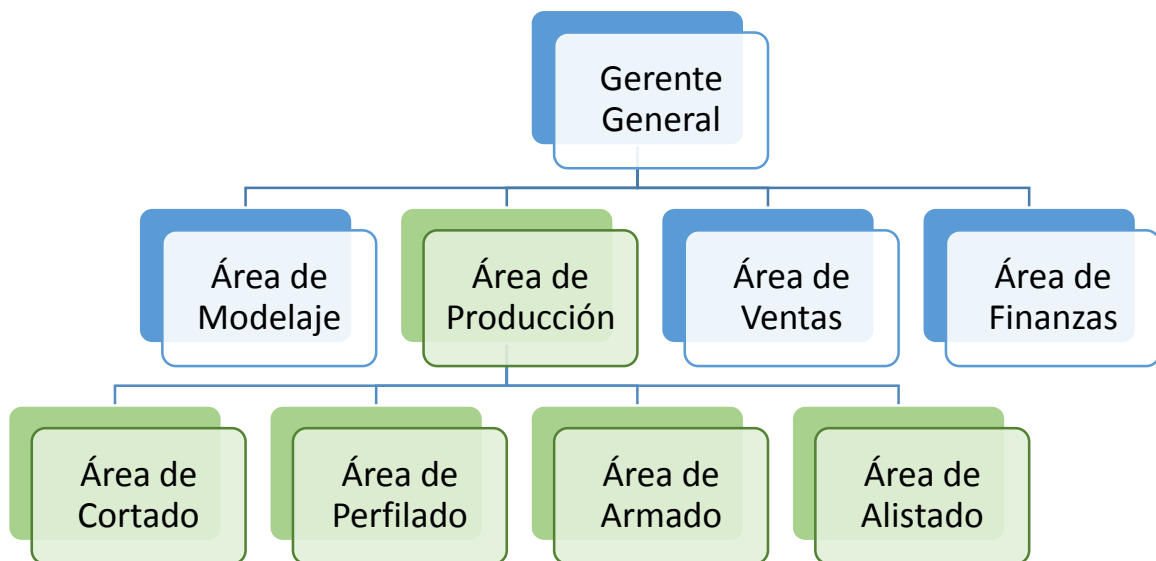 Gerente
General
Área de
Modelaje
Área de
Producción
Área de
Ventas
Área de
Finanzas
Área de
Cortado
Área de
Perfilado
Área de
Armado
Área de
Alistado